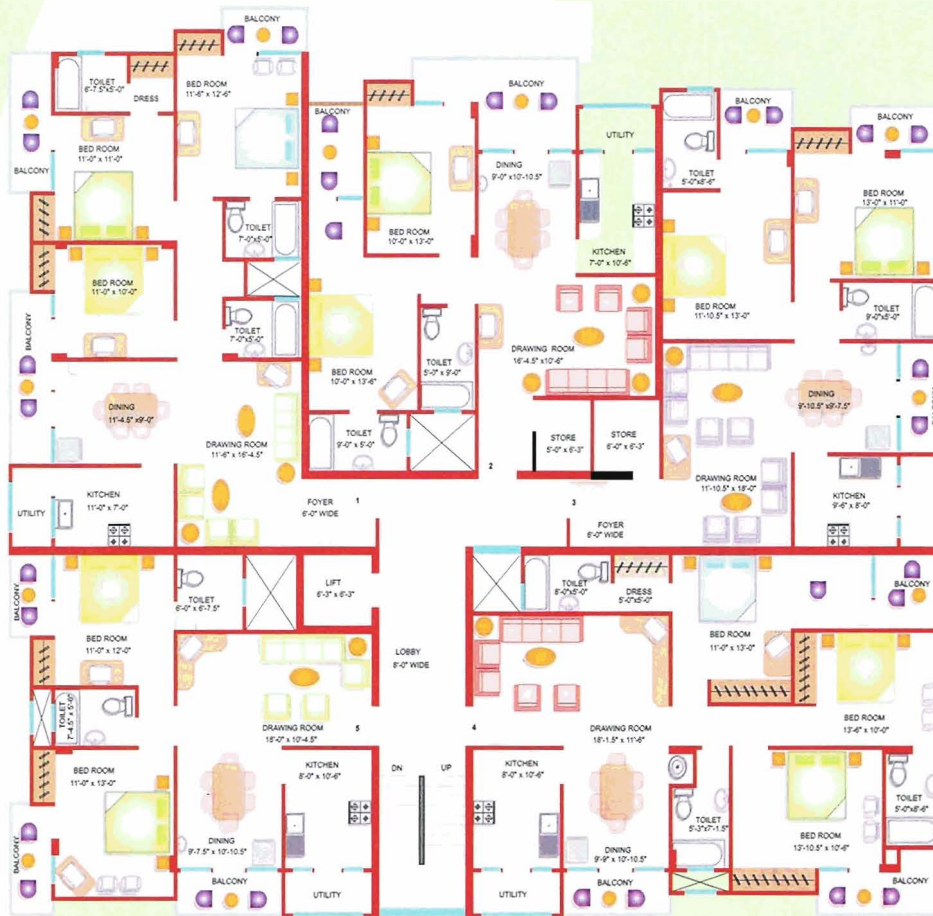 BALCONY
TOILET
6'-7.5"x5'-0"
DRESS
BED ROOM
11'-6" x 12'-6"
BED ROOM
11'-0" x 11'-0"
BALCONY
TOILET
7'-0"x5'-0"
BED ROOM
11'-0" x 10'-0"
TOILET
7'-0"x5'-0"
BALCONY
DINING
11'-4.5" x9'-0"
DRAWING ROOM
11'-6" x 16'-4.5"
KITCHEN
11'-0" x 7'-0"
UTILITY
FOYER
6'-0" WIDE
1
BALCONY
BALCONY
BED ROOM
10'-0" x 13'-0"
DINING
9'-0" x10'-10.5"
UTILITY
KITCHEN
7'-0" x 10'-6"
DRAWING ROOM
16'-4.5" x10'-6"
BED ROOM
10'-0" x 13'-6"
TOILET
5'-0" x 9'-0"
TOILET
9'-0" x 5'-0"
2
STORE
5'-0" x 6'-3"
STORE
6'-0" x 6'-3"
BALCONY
BALCONY
TOILET
5'-0"x8'-6"
BED ROOM
13'-0" x 11'-0"
BED ROOM
11'-10.5" x 13'-0"
TOILET
9'-0"x5'-0"
DINING
9'-10.5" x9'-7.5"
DRAWING ROOM
11'-10.5" x 18'-0"
KITCHEN
9'-6" x 8'-0"
3
FOYER
6'-0" WIDE
BALCONY
BED ROOM
11'-0" x 12'-0"
TOILET
6'-0" x 6'-7.5"
LIFT
6'-3" x 6'-3"
LOBBY
8'-0" WIDE
TOILET
7'-4.5" x 5'-0"
DRAWING ROOM
18'-0" x 10'-4.5"
5
BED ROOM
11'-0" x 13'-0"
KITCHEN
8'-0" x 10'-6"
DINING
9'-7.5" x 10'-10.5"
BALCONY
BALCONY
UTILITY
DN
UP
TOILET
8'-0"x5'-0"
DRESS
5'-0"x5'-0"
BED ROOM
11'-0" x 13'-0"
BALCONY
BED ROOM
13'-6" x 10'-0"
4
DRAWING ROOM
18'-1.5" x 11'-6"
KITCHEN
8'-0" x 10'-6"
DINING
9'-9" x 10'-10.5"
TOILET
5'-3"x7'-1.5"
BED ROOM
13'-10.5" x 10'-6"
TOILET
5'-0"x8'-6"
UTILITY
BALCONY
BALCONY